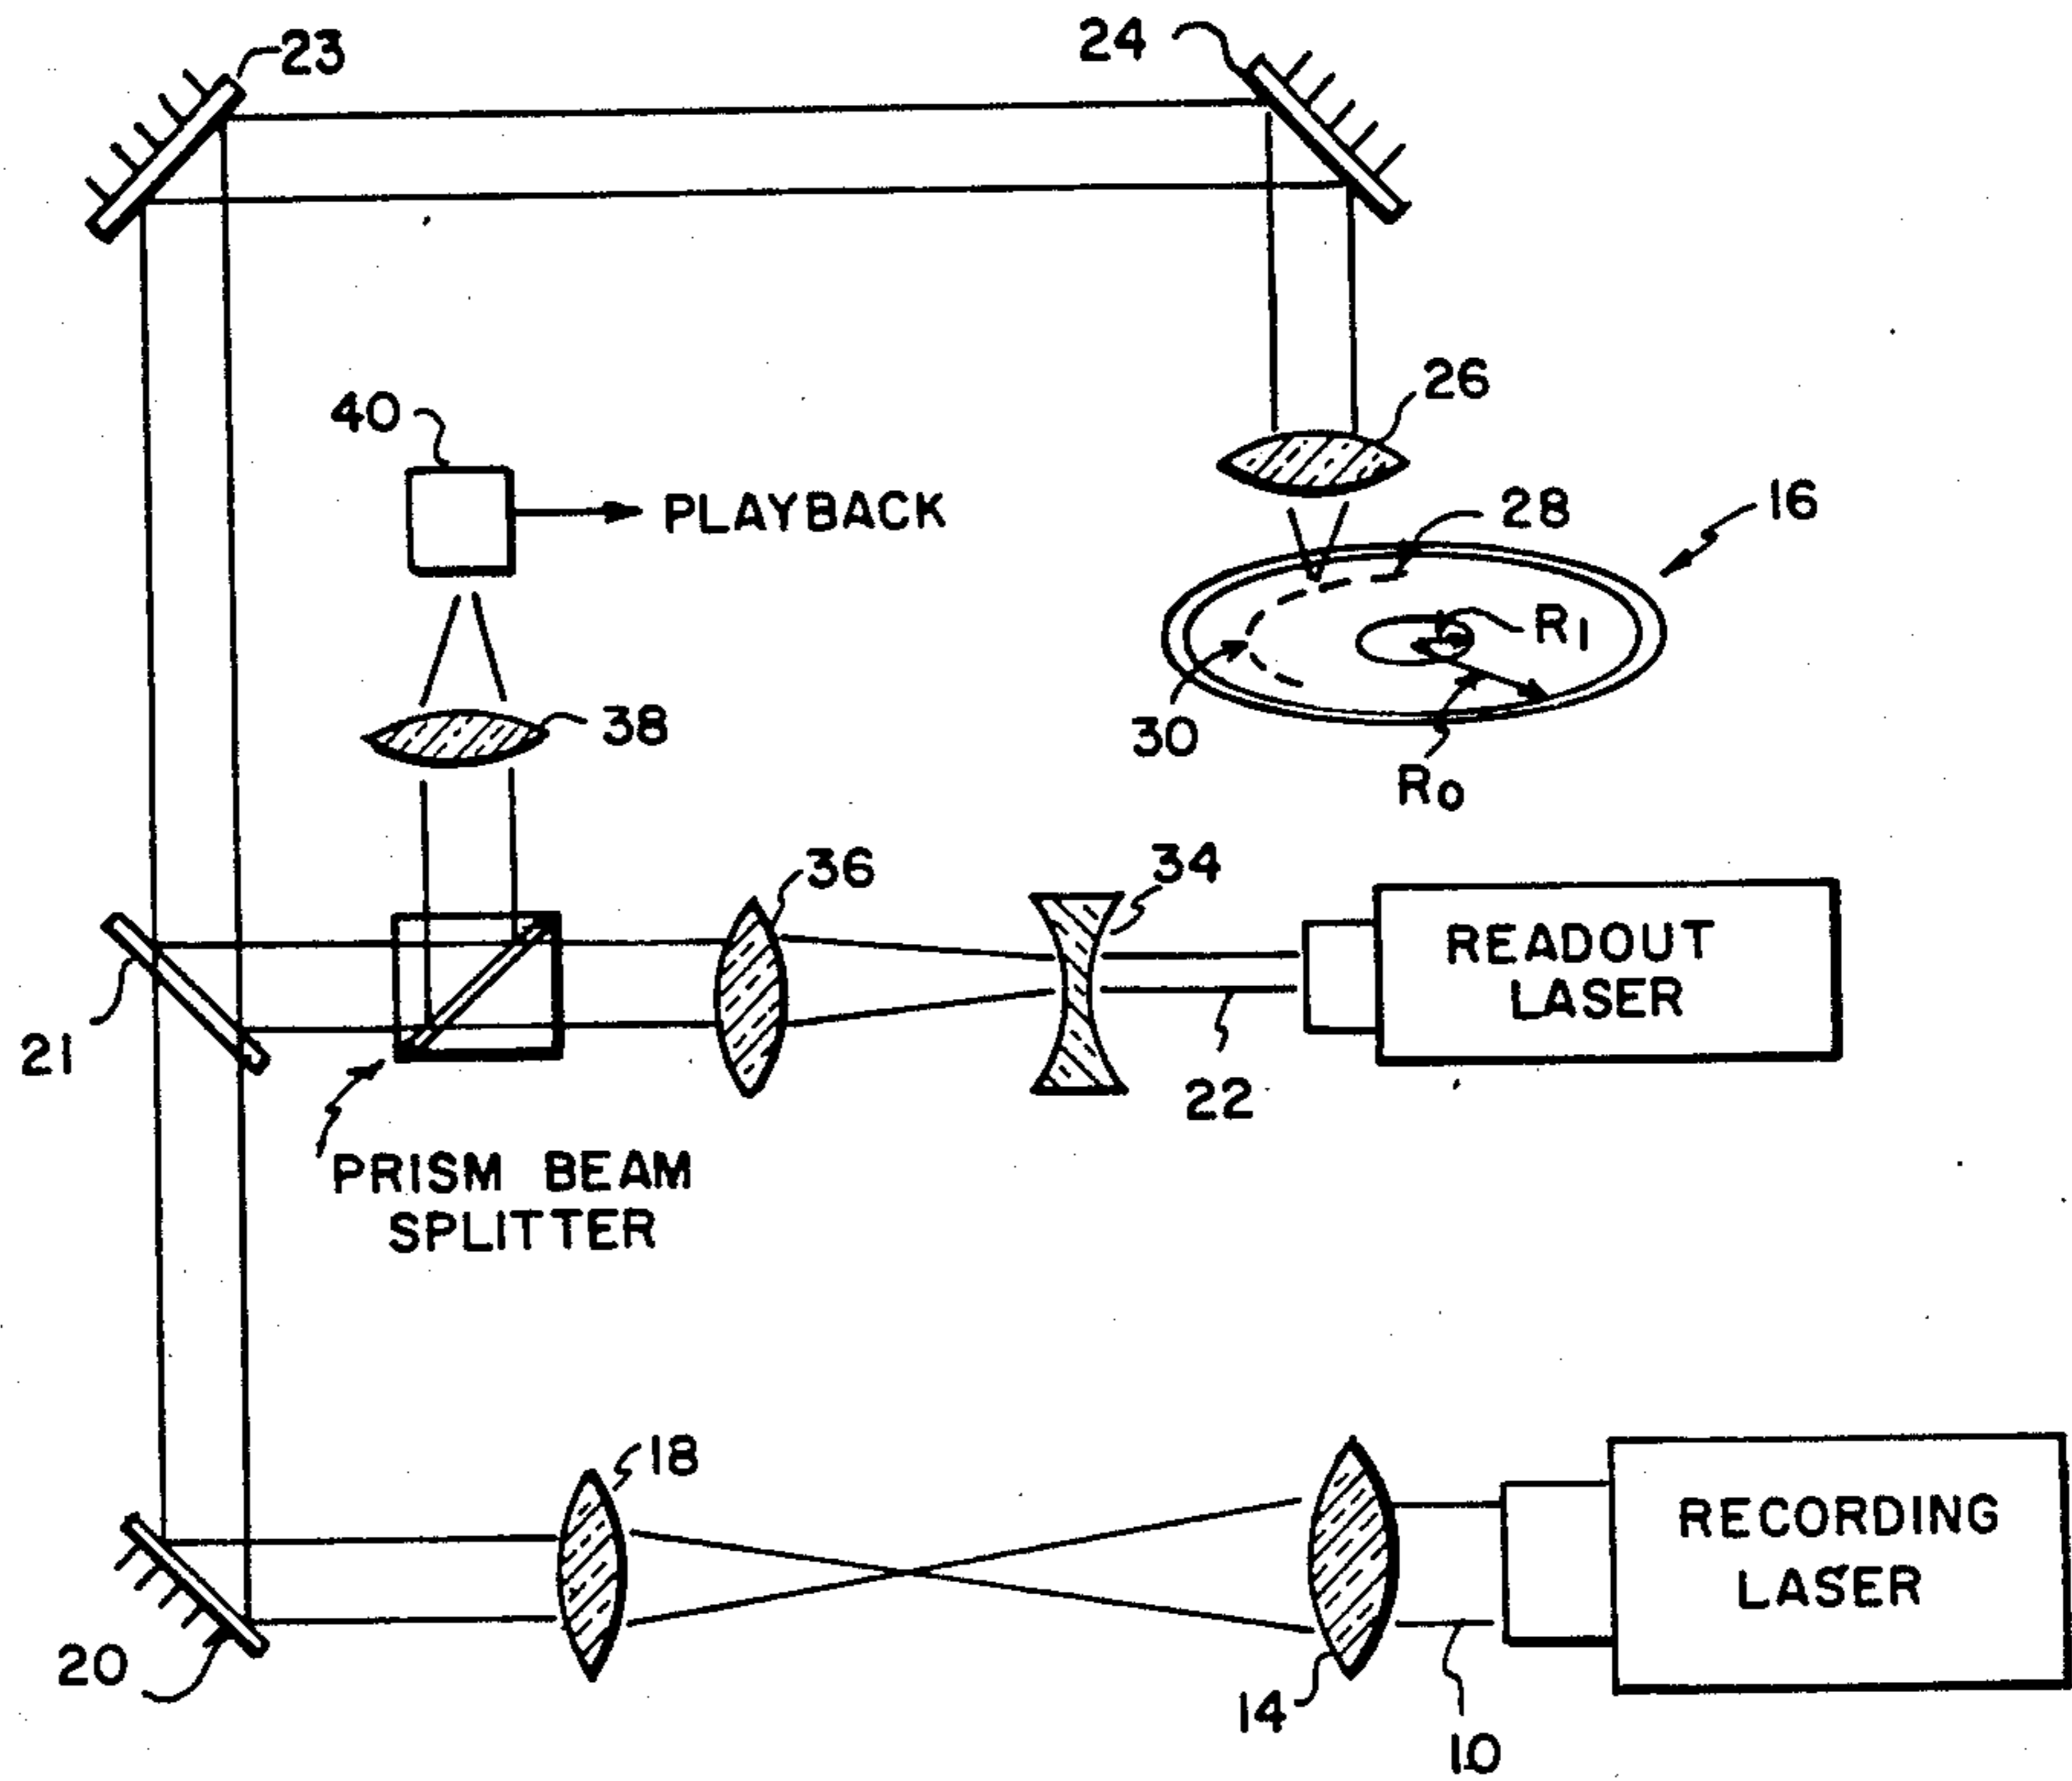 23
24
26
40
PLAYBACK
28
16
R1
30
38
R0
36
34
READOUT
LASER
21
22
PRISM BEAM
SPLITTER
18
RECORDING
LASER
20
14
10